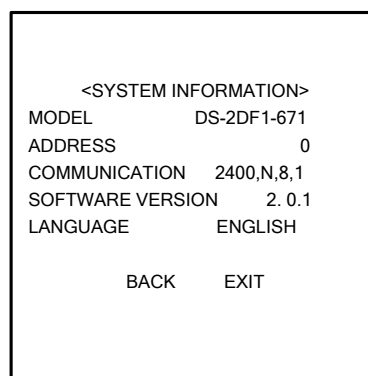 <SYSTEM INFORMATION>
MODEL DS-2DF1-671
ADDRESS 0
COMMUNICATION 2400,N,8,1
SOFTWARE VERSION 2. 0.1
LANGUAGE ENGLISH
BACK EXIT